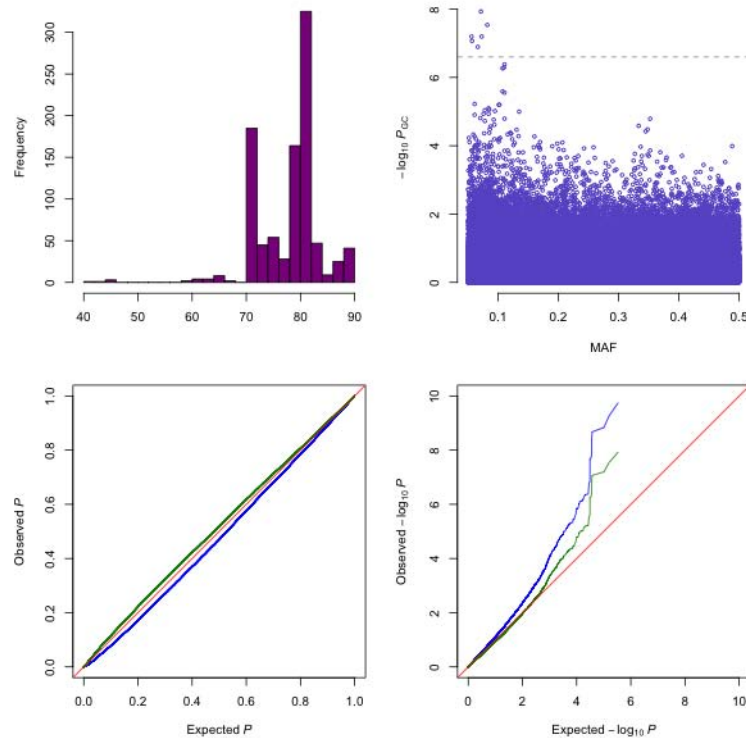 Frequency
0
50
100
150
200
250
300
40 50 60 70 80 90
− log₁₀ P_GC
0
2
4
6
8
0.1 0.2 0.3 0.4 0.5
MAF
Observed P
0.0
0.2
0.4
0.6
0.8
1.0
0.0 0.2 0.4 0.6 0.8 1.0
Expected P
Observed − log₁₀ P
0
2
4
6
8
10
0 2 4 6 8 10
Expected − log₁₀ P